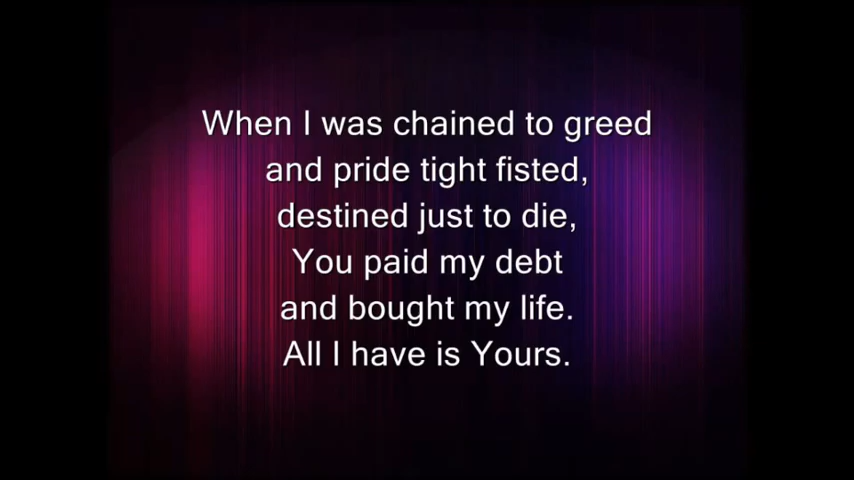 When I was chained to greed
and pride tight fisted,
destined just to die,
You paid my debt
and bought my life.
All I have is Yours.